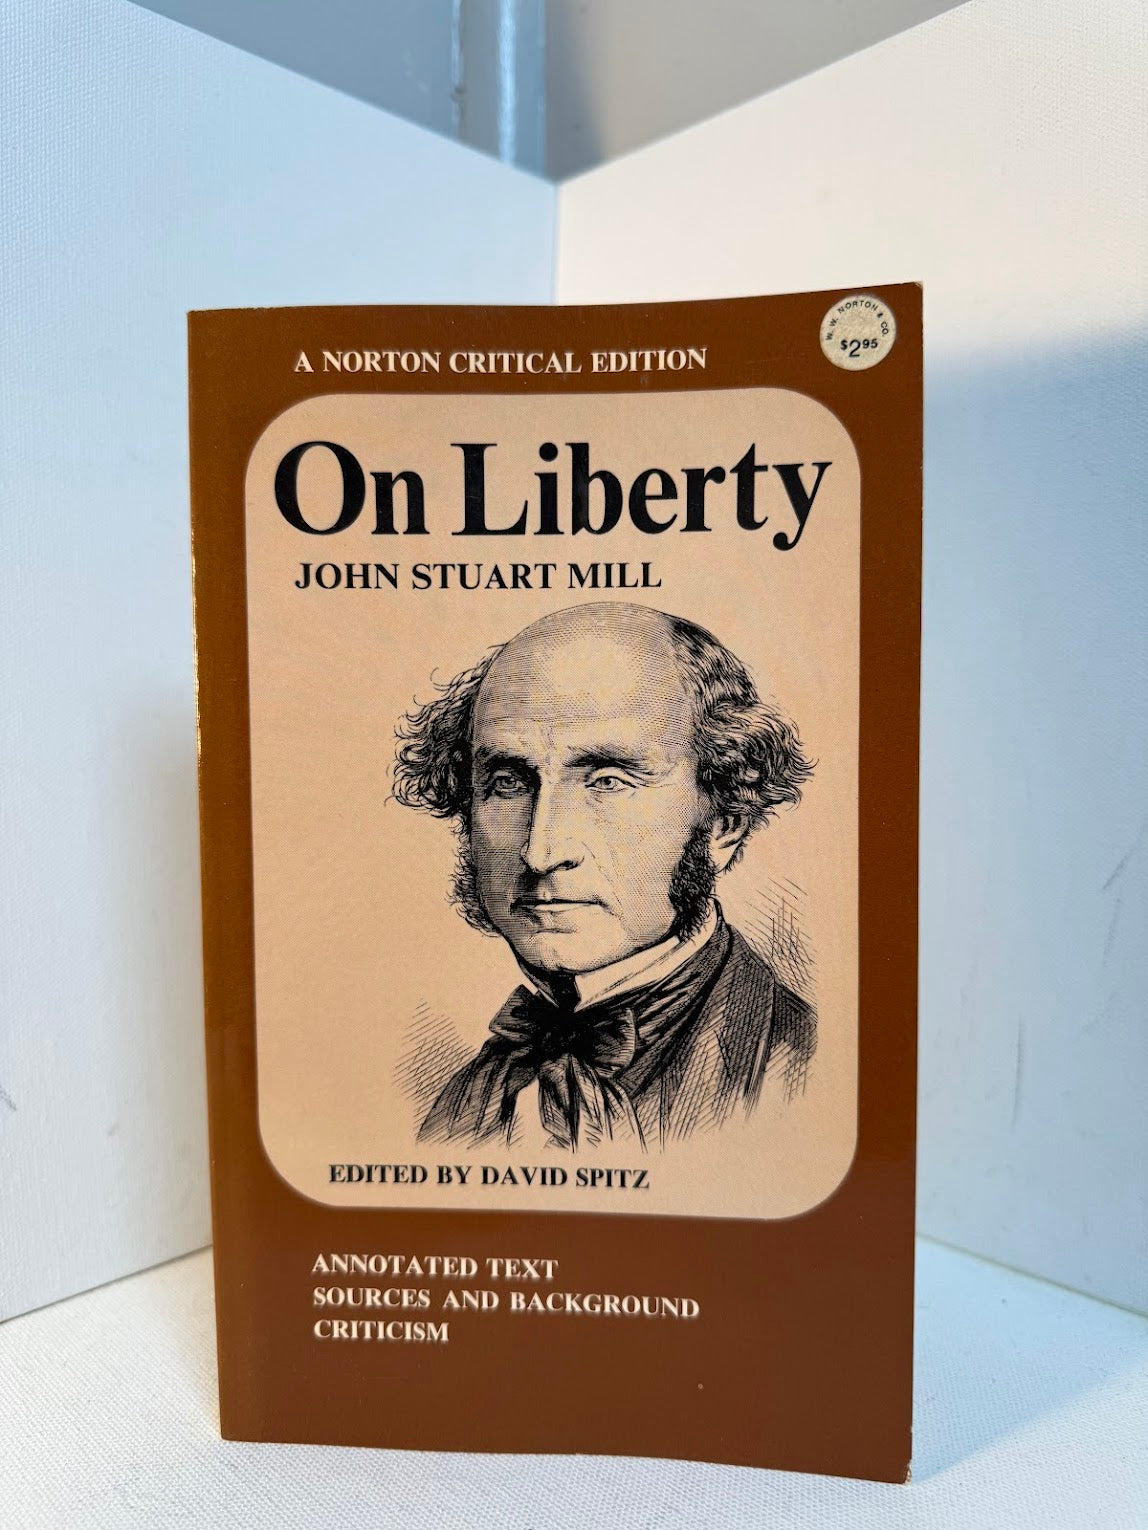 W. W. NORTON & CO.
$2.95
A NORTON CRITICAL EDITION
On Liberty
JOHN STUART MILL
EDITED BY DAVID SPITZ
ANNOTATED TEXT
SOURCES AND BACKGROUND
CRITICISM